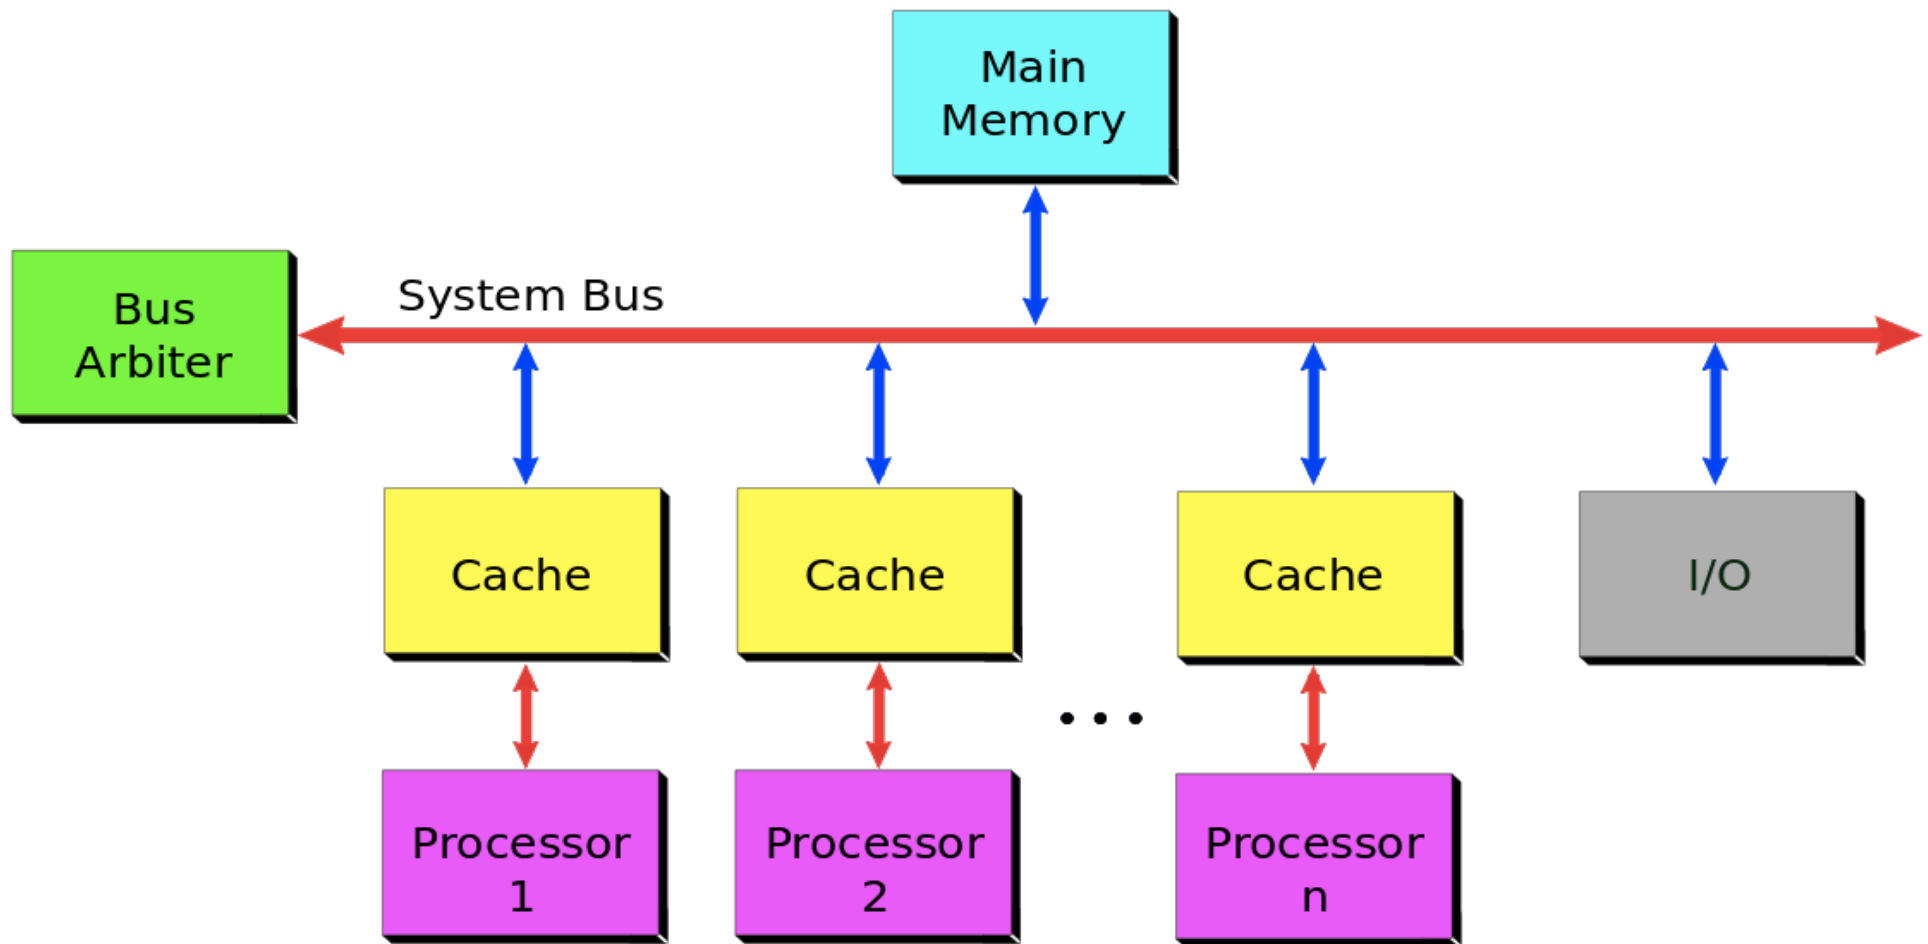 Main
Memory
Bus
Arbiter
System Bus
Cache
Cache
Cache
I/O
...
Processor
1
Processor
2
Processor
n